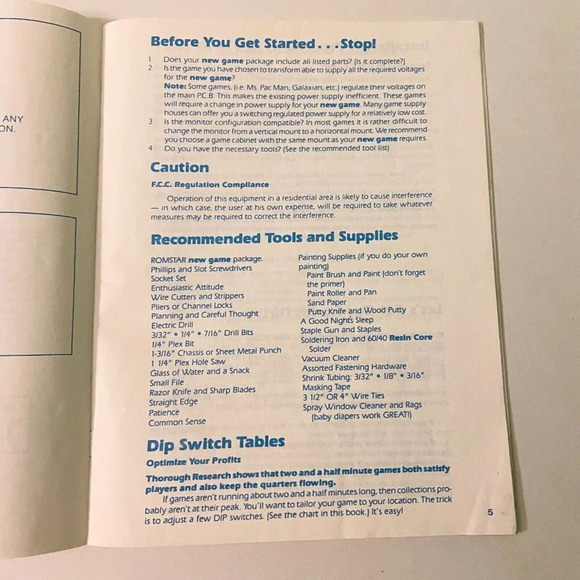 ANY
ON.
Before You Get Started...Stop!
1 Does your new game package include all listed parts? (Is it complete?)
2 Is the game you have chosen to transform able to supply all the required voltages
for the new game?
Note: Some games, (i.e. Ms. Pac Man, Galaxian, etc.) regulate their voltages on
the main P.C.B. This makes the existing power supply inefficient. These games
will require a change in power supply for your new game. Many game supply
houses can offer you a switching regulated power supply for a relatively low cost.
3 Is the monitor configuration compatible? In most games it is rather difficult to
change the monitor from a vertical mount to a horizontal mount. We recommend
you choose a game cabinet with the same mount as your new game requires.
4 Do you have the necessary tools? (See the recommended tool list)
Caution
F.C.C. Regulation Compliance
Operation of this equipment in a residential area is likely to cause interference
— in which case, the user at his own expense, will be required to take whatever
measures may be required to correct the interference.
Recommended Tools and Supplies
ROMSTAR new game package.
Phillips and Slot Screwdrivers
Socket Set
Enthusiastic Attitude
Wire Cutters and Strippers
Pliers or Channel Locks
Planning and Careful Thought
Electric Drill
3/32" • 1/4" • 7/16" Drill Bits
1/4" Plex Bit
1-3/16" Chassis or Sheet Metal Punch
1 1/4" Plex Hole Saw
Glass of Water and a Snack
Small File
Razor Knife and Sharp Blades
Straight Edge
Patience
Common Sense
Painting Supplies (if you do your own
painting)
Paint Brush and Paint (don't forget
the primer)
Paint Roller and Pan
Sand Paper
Putty Knife and Wood Putty
A Good Night's Sleep
Staple Gun and Staples
Soldering Iron and 60/40 Resin Core
Solder
Vacuum Cleaner
Assorted Fastening Hardware
Shrink Tubing: 3/32" • 1/8" • 3/16"
Masking Tape
3 1/2" OR 4" Wire Ties
Spray Window Cleaner and Rags
(baby diapers work GREAT!)
Dip Switch Tables
Optimize Your Profits
Thorough Research shows that two and a half minute games both satisfy
players and also keep the quarters flowing.
If games aren't running about two and a half minutes long, then collections pro-
bably aren't at their peak. You'll want to tailor your game to your location. The trick
is to adjust a few DIP switches. (See the chart in this book.) It's easy!
5